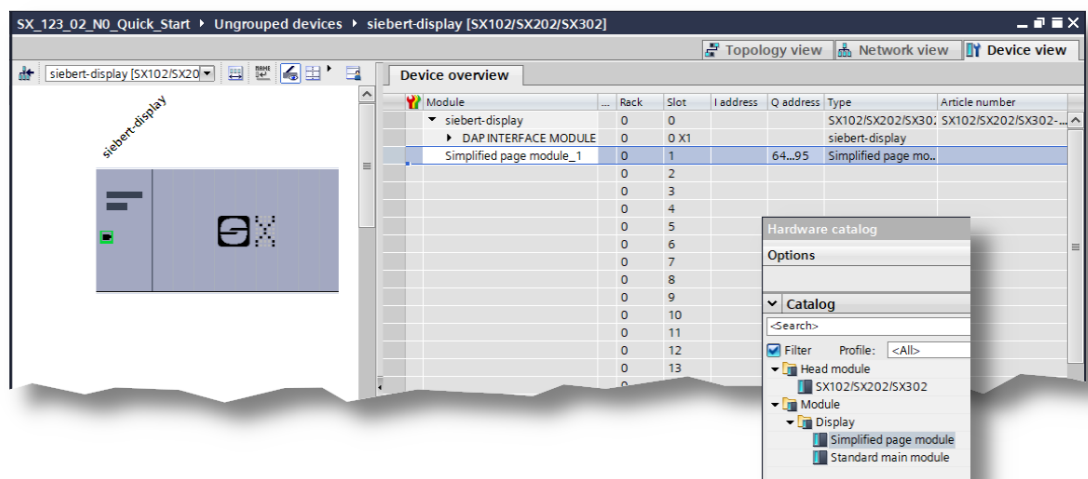 SX_123_02_N0_Quick_Start ▸ Ungrouped devices ▸ siebert-display [SX102/SX202/SX302]
Topology view Network view Device view
siebert-display [SX102/SX20
Device overview
siebert-display
Module ... Rack Slot I address Q address Type Article number
siebert-display 0 0 SX102/SX202/SX302 SX102/SX202/SX302-...
DAP INTERFACE MODULE 0 0 X1 siebert-display
Simplified page module_1 0 1 64...95 Simplified page mo..
0 2
0 3
0 4
0 5
0 6
0 7
0 8
0 9
0 10
0 11
0 12
0 13
SX
Hardware catalog
Options
Catalog
<Search>
Filter Profile: <All>
Head module
SX102/SX202/SX302
Module
Display
Simplified page module
Standard main module